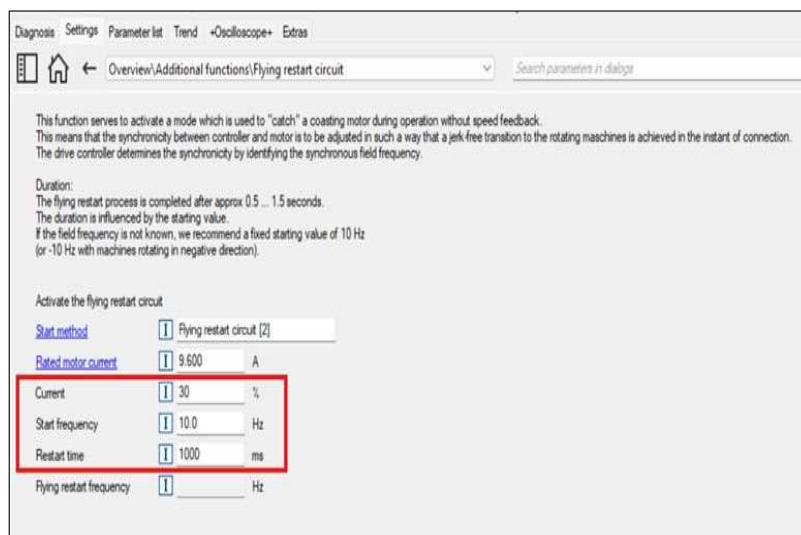 Diagnosis Settings Parameter list Trend +Oscilloscope+ Extras
Overview\Additional functions\Flying restart circuit Search parameters in dialogs
This function serves to activate a mode which is used to "catch" a coasting motor during operation without speed feedback.
This means that the synchronicity between controller and motor is to be adjusted in such a way that a jerk-free transition to the rotating maschines is achieved in the instant of connection.
The drive controller determines the synchronicity by identifying the synchronous field frequency.
Duration:
The flying restart process is completed after approx 0.5 ... 1.5 seconds.
The duration is influenced by the starting value.
If the field frequency is not known, we recommend a fixed starting value of 10 Hz
(or -10 Hz with machines rotating in negative direction).
Activate the flying restart circuit
Start method I Flying restart circuit [2]
Rated motor current I 9.600 A
Current I 30 %
Start frequency I 10.0 Hz
Restart time I 1000 ms
Flying restart frequency I Hz